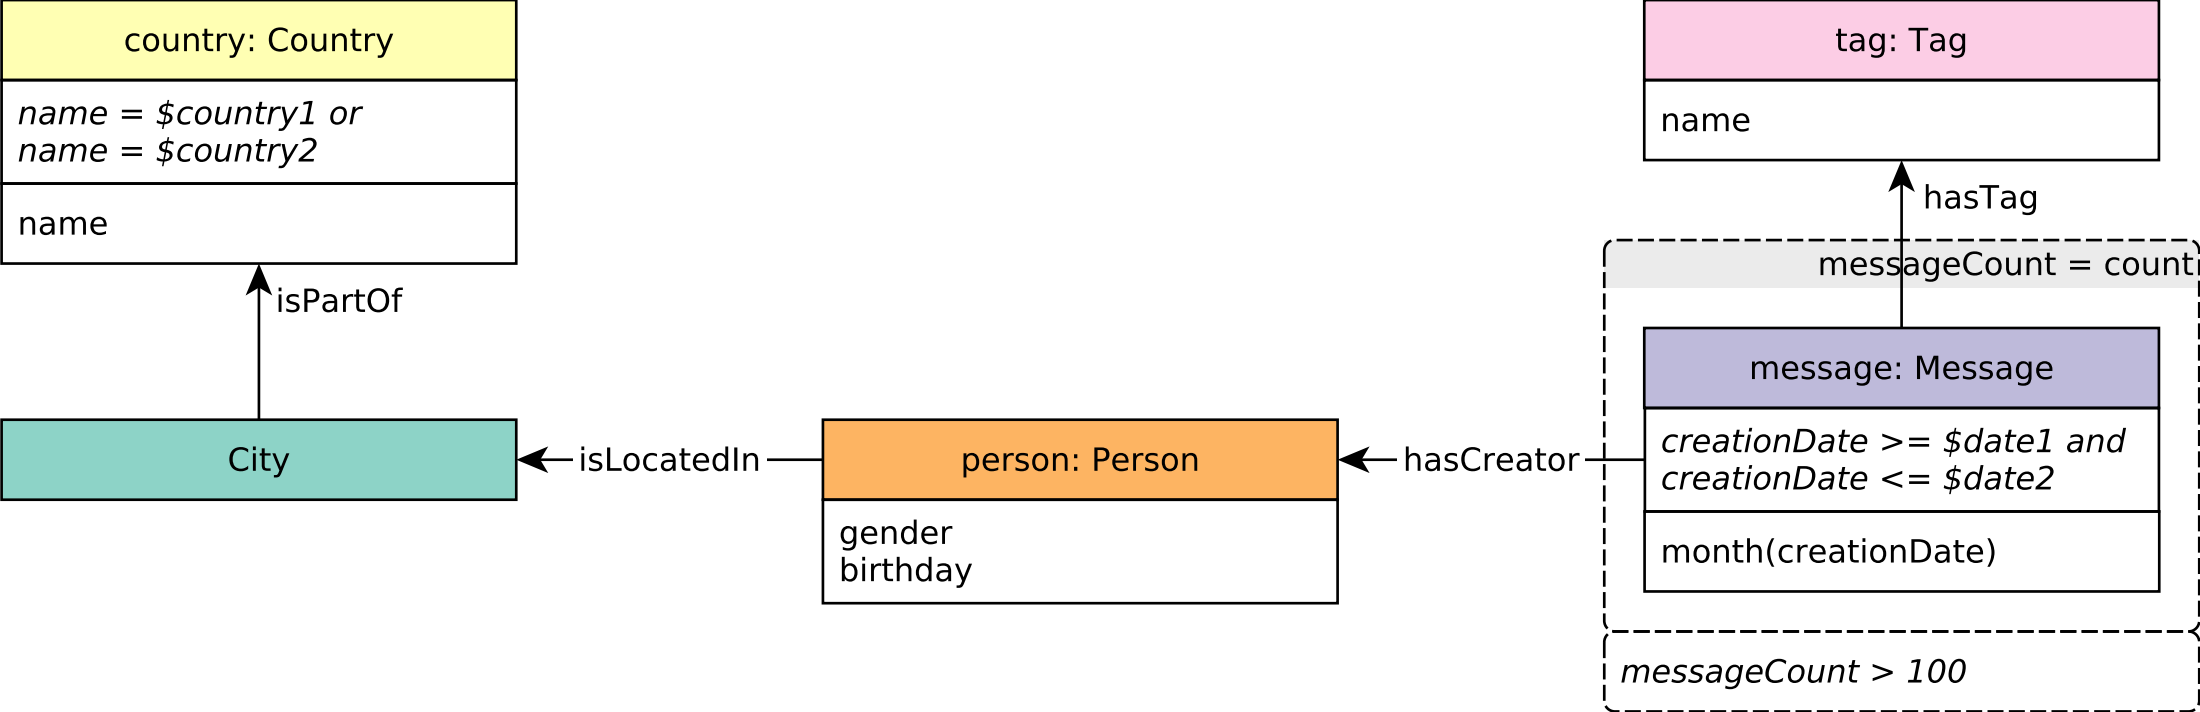 country: Country
name = $country1 or
name = $country2
name
isPartOf
City
isLocatedIn
person: Person
gender
birthday
hasCreator
tag: Tag
name
hasTag
messageCount = count
message: Message
creationDate >= $date1 and
creationDate <= $date2
month(creationDate)
messageCount > 100